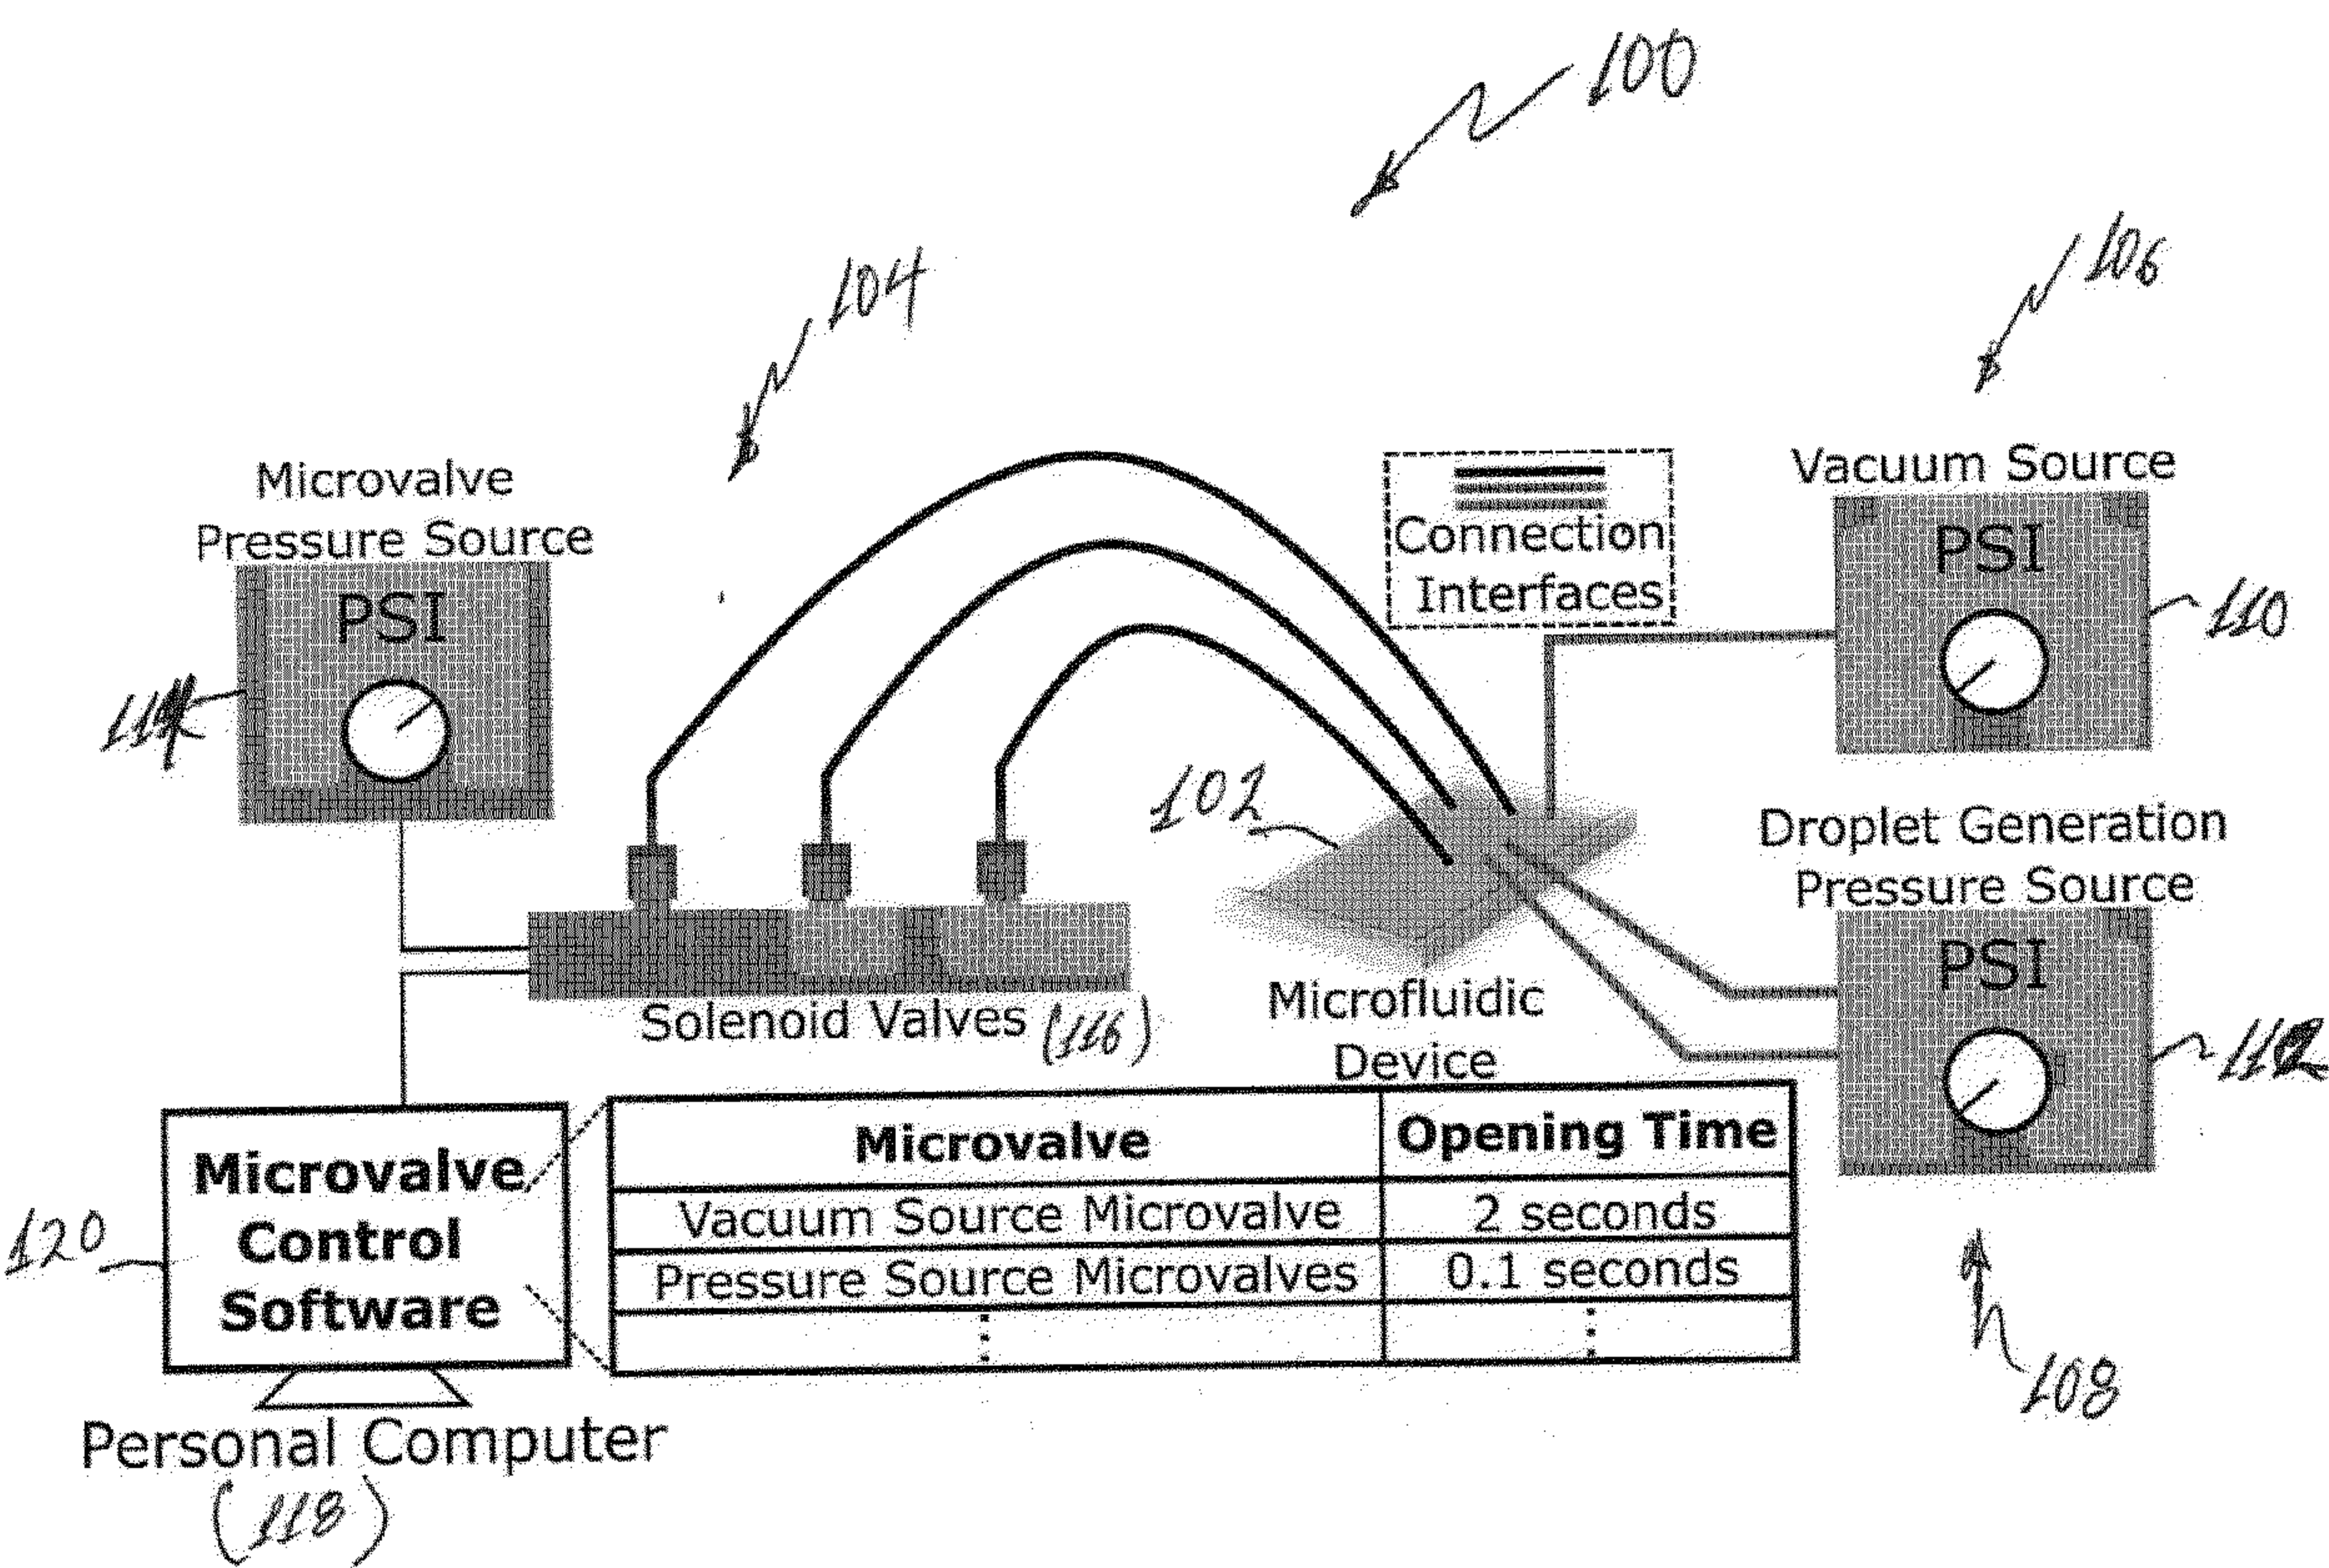 100
104
106
Microvalve
Pressure Source
PSI
114
Connection
Interfaces
Vacuum Source
PSI
110
102
Droplet Generation
Pressure Source
PSI
112
Solenoid Valves (116)
Microfluidic
Device
Microvalve
Control
Software
120
Microvalve Opening Time
Vacuum Source Microvalve 2 seconds
Pressure Source Microvalves 0.1 seconds
108
Personal Computer
(118)